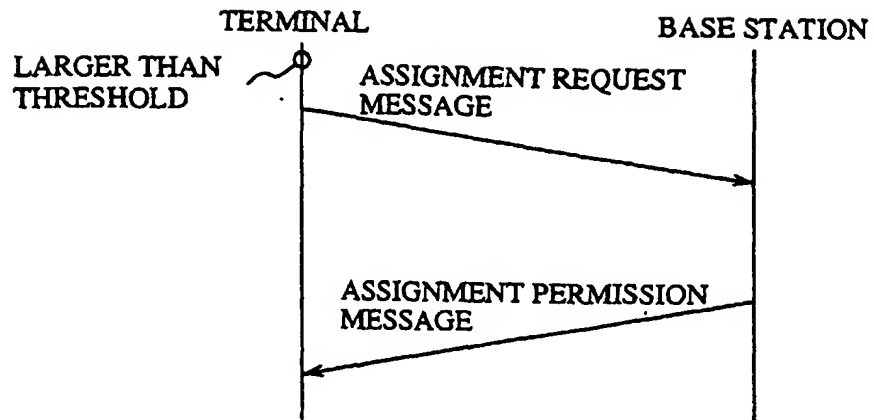 TERMINAL
BASE STATION
LARGER THAN
THRESHOLD
ASSIGNMENT REQUEST
MESSAGE
ASSIGNMENT PERMISSION
MESSAGE